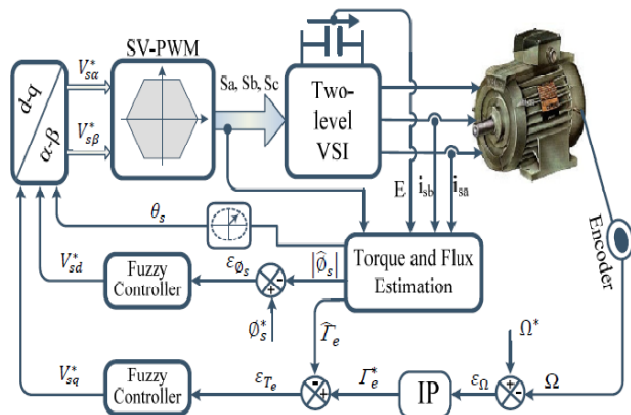 SV-PWM
V*sα
V*sβ
d-q
α-β
Sa, Sb, Sc
Two-
level
VSI
E
isb
isa
Encoder
θs
V*sd
Fuzzy
Controller
εØs
|Ø̂s|
Torque and Flux
Estimation
Ø*s
T̂e
Ω*
V*sq
Fuzzy
Controller
εTe
Γ*e
IP
εΩ
Ω